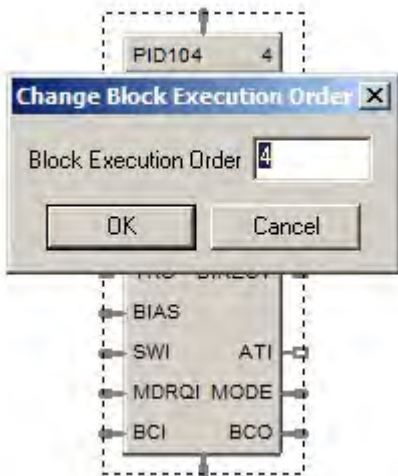 PID104 4
Change Block Execution Order
Block Execution Order 4
OK Cancel
BIAS
SWI ATI
MDRQI MODE
BCI BCO